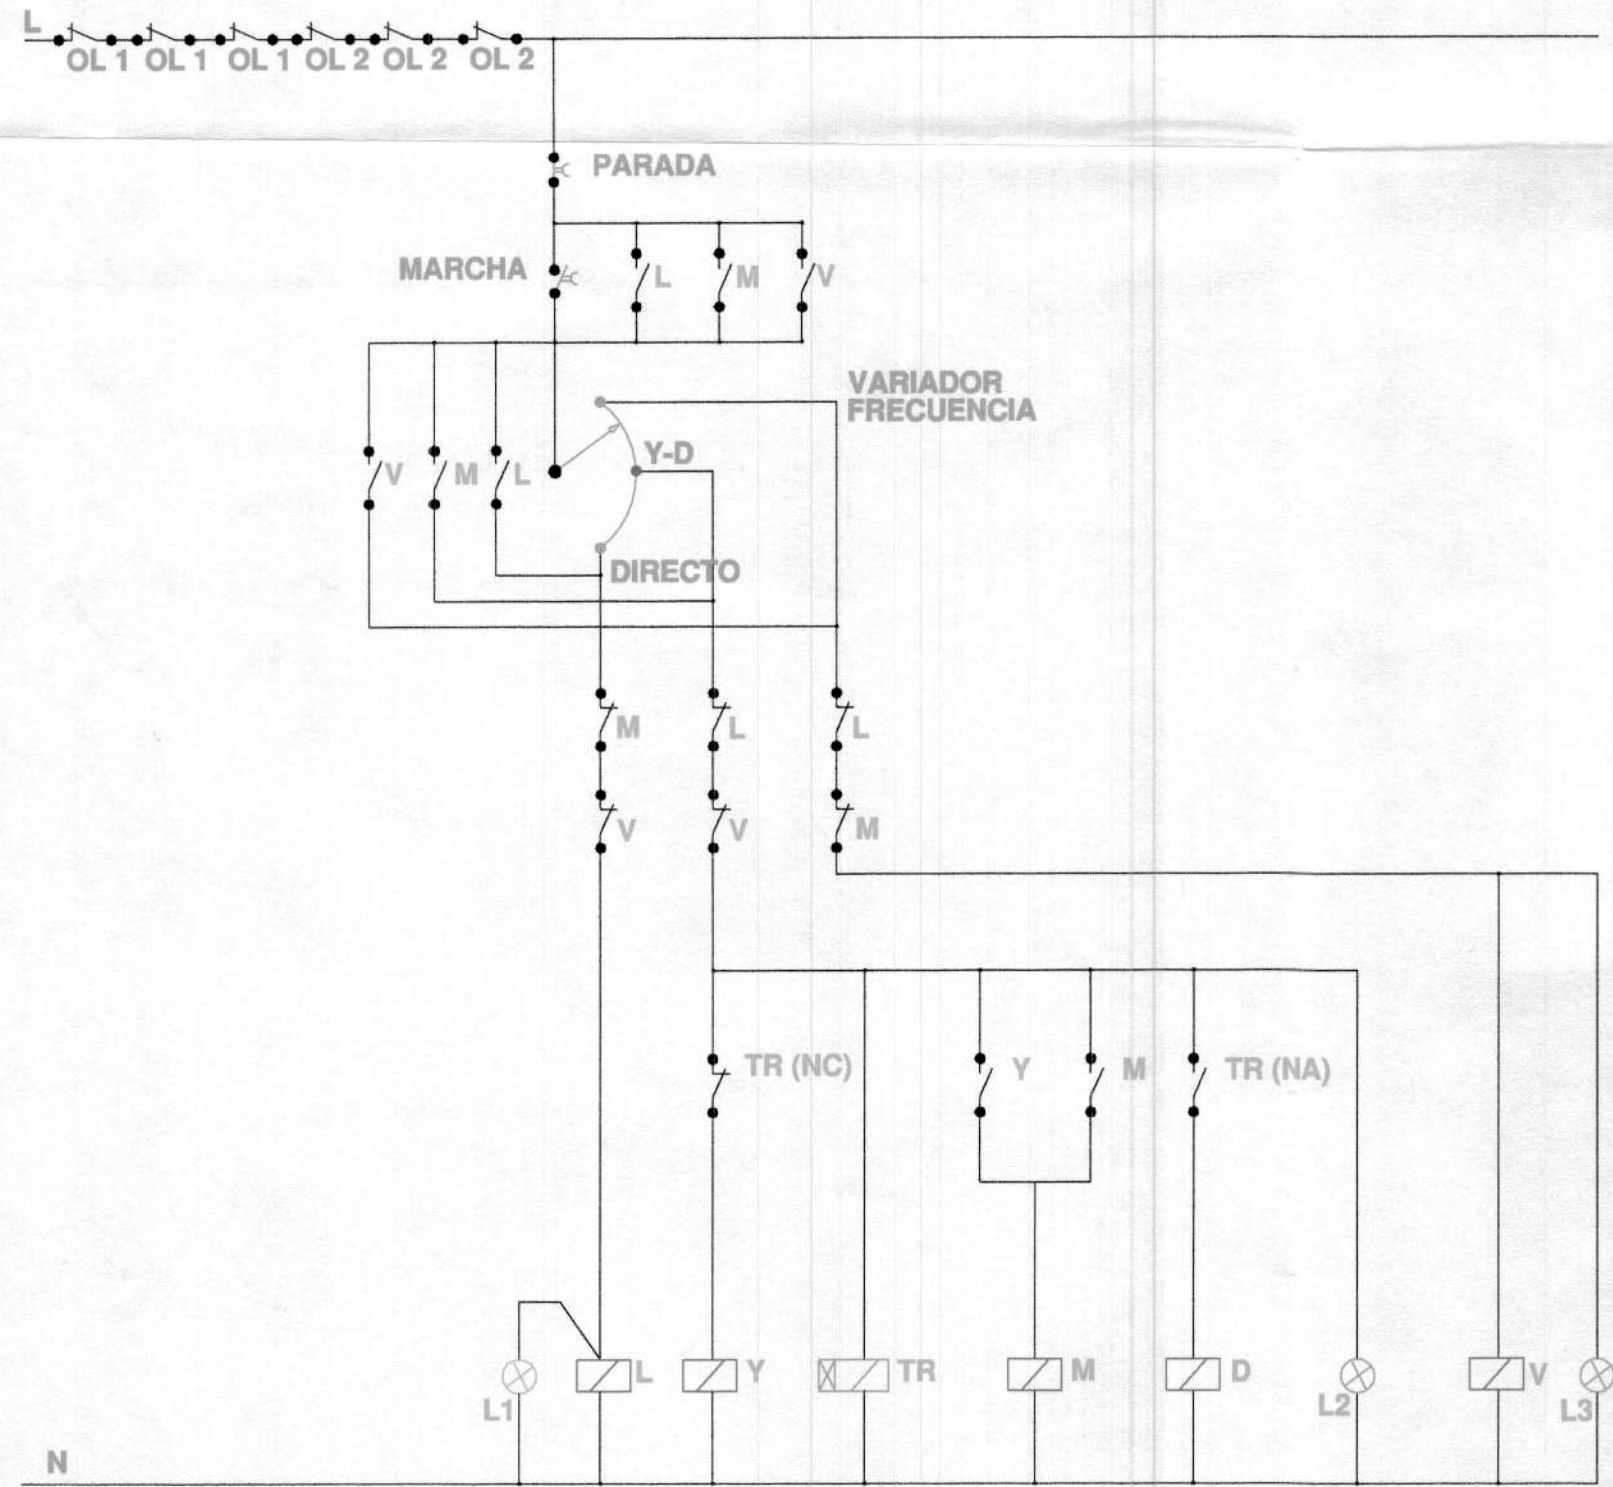 L
OL 1 OL 1 OL 1 OL 2 OL 2 OL 2
PARADA
MARCHA
L M V
VARIADOR
FRECUENCIA
V M L
Y-D
DIRECTO
M L L
V V M
TR (NC) Y M TR (NA)
L Y TR M D V
L1 L2 L3
N